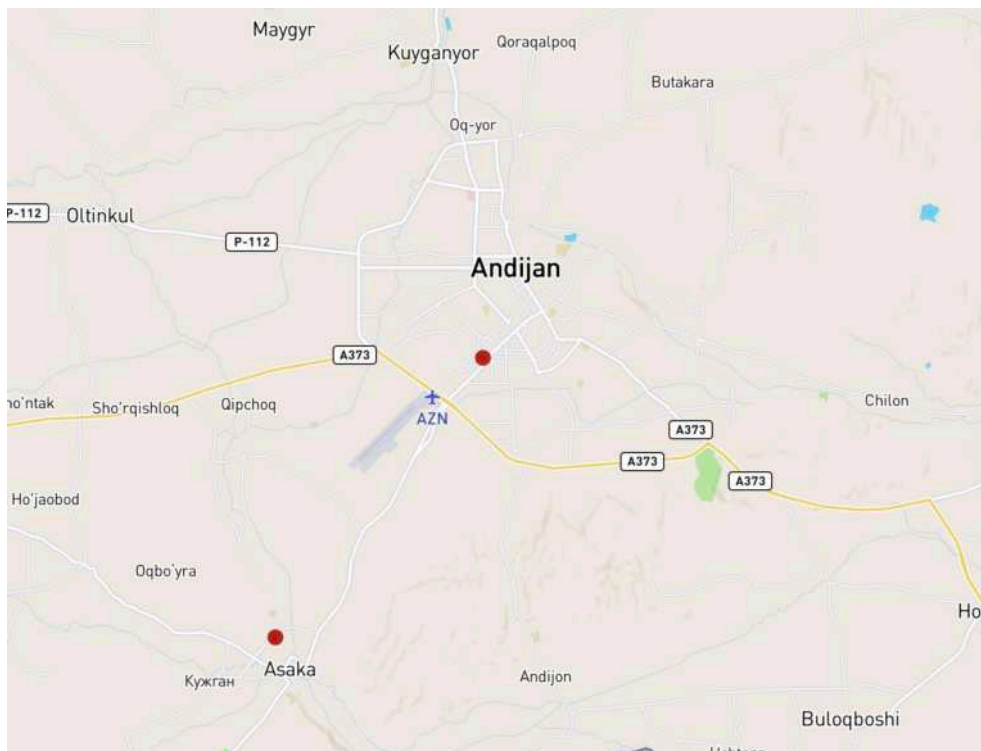 Maygyr
Kuyganyor
Qoraqalpoq
Butakara
Oq-yor
P-112
Oltinkul
P-112
Andijan
A373
Sho'rqishloq
Qipchoq
AZN
Chilon
A373
A373
A373
Ho'jaobod
Oqbo'yra
Ho
Asaka
Кужган
Andijon
Buloqboshi